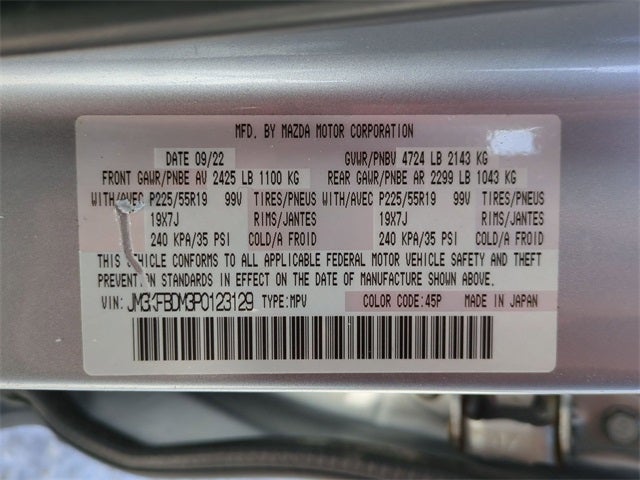 MFD. BY MAZDA MOTOR CORPORATION
DATE 09/22 GVWR/PNBV 4724 LB 2143 KG
FRONT GAWR/PNBE AV 2425 LB 1100 KG REAR GAWR/PNBE AR 2299 LB 1043 KG
WITH/AVEC P225/55R19 99V TIRES/PNEUS WITH/AVEC P225/55R19 99V TIRES/PNEUS
19X7J RIMS/JANTES 19X7J RIMS/JANTES
240 KPA/35 PSI COLD/A FROID 240 KPA/35 PSI COLD/A FROID
THIS VEHICLE CONFORMS TO ALL APPLICABLE FEDERAL MOTOR VEHICLE SAFETY AND THEFT
PREVENTION STANDARDS IN EFFECT ON THE DATE OF MANUFACTURE SHOWN ABOVE.
VIN: JM3KFBDM3P0123129 TYPE:MPV COLOR CODE:45P MADE IN JAPAN